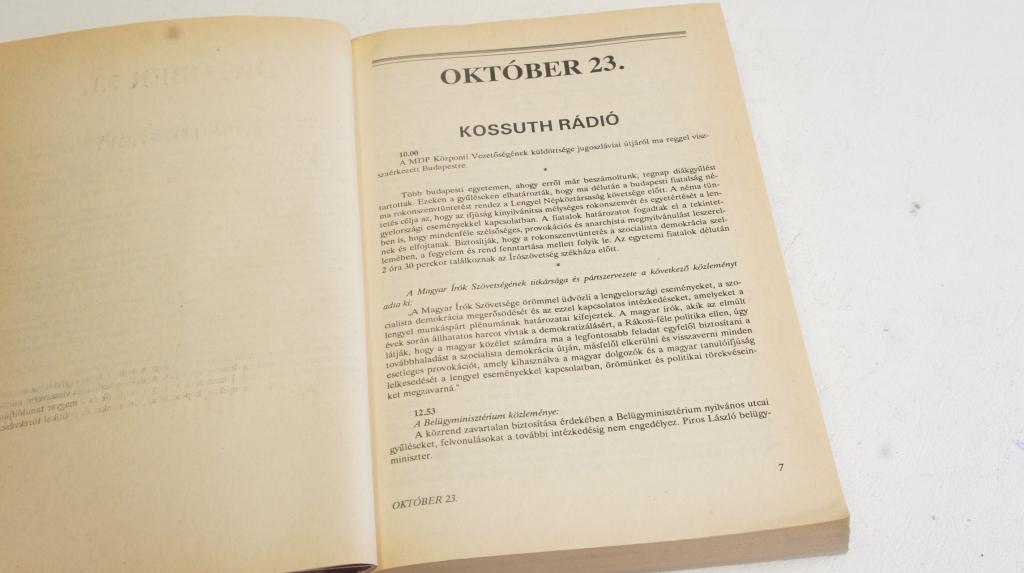 OKTÓBER 23.
KOSSUTH RÁDIÓ
10.00
A MDP Központi Vezetőségének küldöttsége jugoszláviai útjáról ma reggel visz-
szaérkezett Budapestre.
*
Több budapesti egyetemen, ahogy erről már beszámoltunk, tegnap diákgyűlést
tartottak. Ezeken a gyűléseken elhatározták, hogy ma délután a budapesti fiatalság né-
ma rokonszenvtüntetést rendez a Lengyel Népköztársaság követsége előtt. A néma tün-
tetés célja az, hogy az ifjúság kinyilvánítsa mélységes rokonszenvét és egyetértését a len-
gyelországi eseményekkel kapcsolatban. A fiatalok határozatot fogadtak el a tekintet-
ben is, hogy mindenféle szélsőséges, provokációs és anarchista megnyilvánulást leszerel-
nek és elfojtanak. Biztosítják, hogy a rokonszenvtüntetés a szocialista demokrácia szel-
lemében, a fegyelem és rend fenntartása mellett folyik le. Az egyetemi fiatalok délután
2 óra 30 perckor találkoznak az Írószövetség székháza előtt.
*
A Magyar Írók Szövetségének titkársága és pártszervezete a következő közleményt
adta ki:
„A Magyar Írók Szövetsége örömmel üdvözli a lengyelországi eseményeket, a szo-
cialista demokrácia megerősödését és az ezzel kapcsolatos intézkedéseket, amelyeket a
lengyel munkáspárt plénumának határozatai kifejeztek. A magyar írók, akik az elmúlt
évek során állhatatos harcot vívtak a demokratizálásért, a Rákosi-féle politika ellen, úgy
látják, hogy a magyar közélet számára ma a legfontosabb feladat egyfelől biztosítani a
továbbhaladást a szocialista demokrácia útján, másfelől elkerülni és visszaverni minden
esetleges provokációt, amely kihasználva a magyar dolgozók és a magyar tanulóifjúság
lelkesedését a lengyel eseményekkel kapcsolatban, örömünket és politikai törekvésein-
ket megzavarná."
12.53
A Belügyminisztérium közleménye:
A közrend zavartalan biztosítása érdekében a Belügyminisztérium nyilvános utcai
gyűléseket, felvonulásokat a további intézkedésig nem engedélyez. Piros László belügy-
miniszter.
7
OKTÓBER 23.